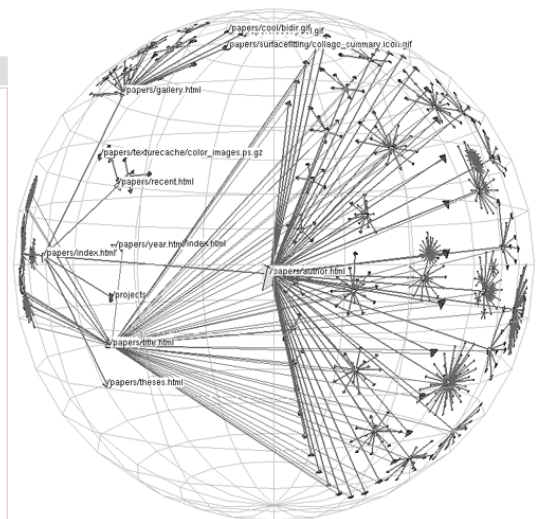 /papers/cool/bidir.gif
/papers/surfacefitting/collage_summary.icon.gif
/papers/gallery.html
/papers/texturecache/color_images.ps.gz
/papers/recent.html
/papers/year.html
index.html
/papers/index.html
/papers/author.html
/projects
/papers/title.html
/papers/theses.html